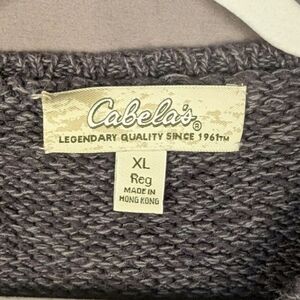 Cabela's®
LEGENDARY QUALITY SINCE 1961™
XL
Reg
MADE IN
HONG KONG